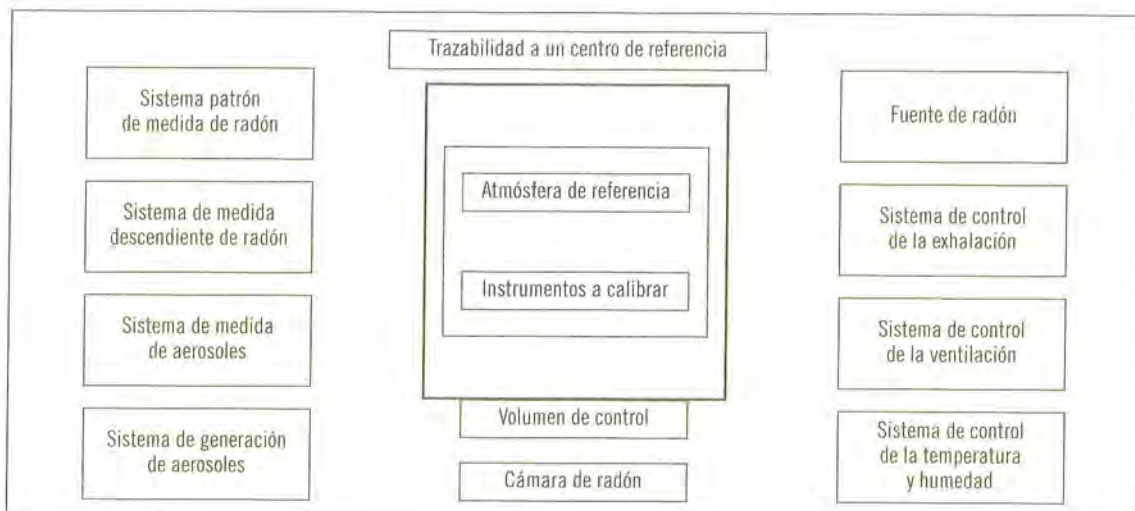 Trazabilidad a un centro de referencia
Sistema patrón
de medida de radón
Sistema de medida
descendiente de radón
Sistema de medida
de aerosoles
Sistema de generación
de aerosoles
Atmósfera de referencia
Instrumentos a calibrar
Volumen de control
Cámara de radón
Fuente de radón
Sistema de control
de la exhalación
Sistema de control
de la ventilación
Sistema de control
de la temperatura
y humedad